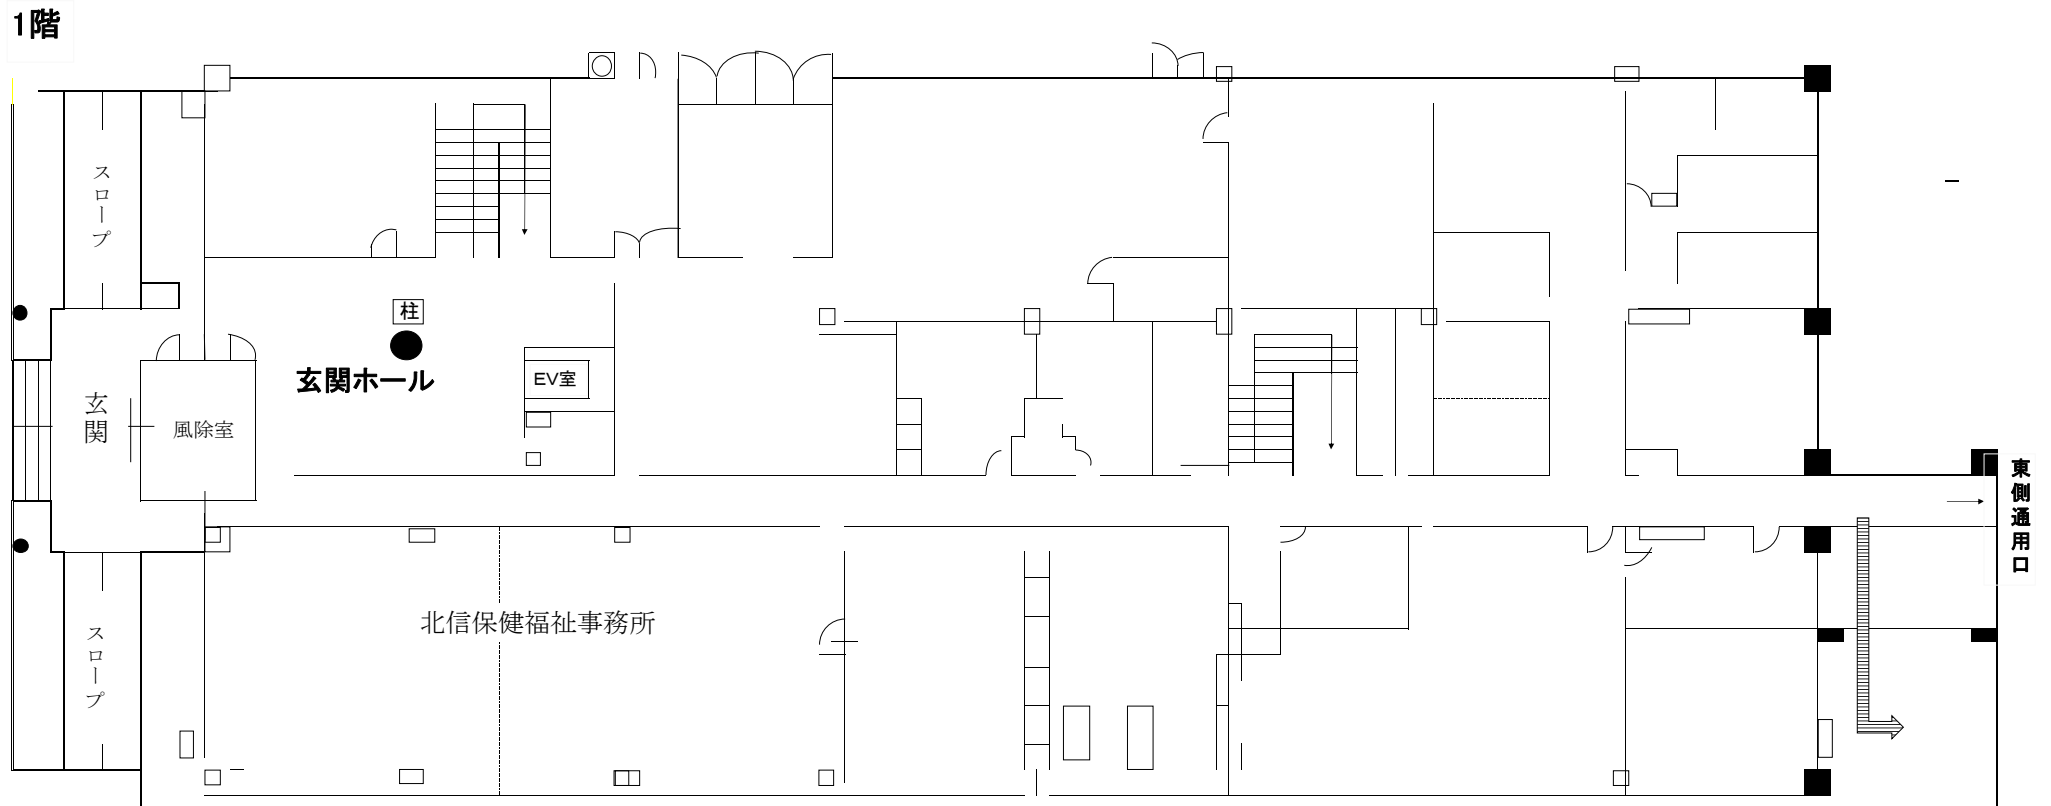 1階
スロープ
柱
玄関ホール
EV室
玄関
風除室
東側通用口
北信保健福祉事務所
スロープ